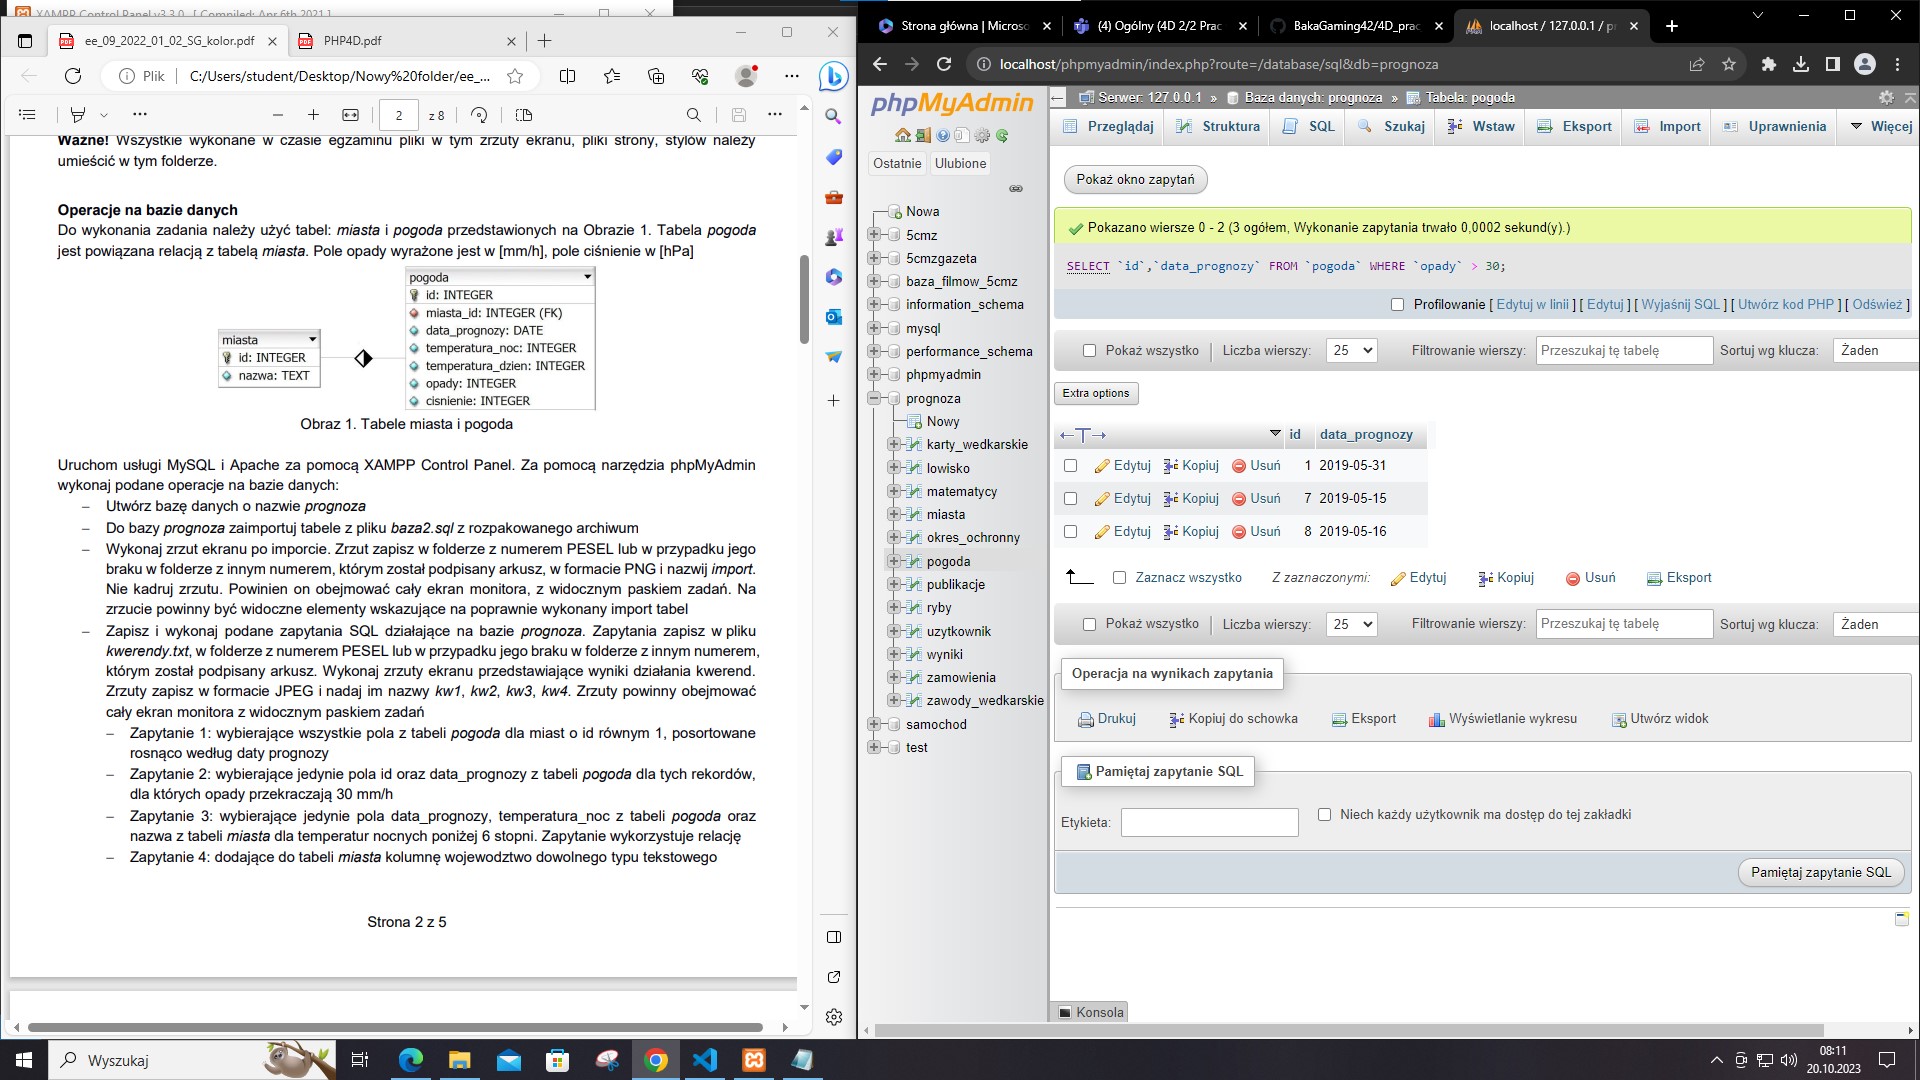 XAMPP Control Panel v3.3.0 [ Compiled: Apr 6th 2021 ]
ee_09_2022_01_02_SG_kolor.pdf
PHP4D.pdf
Plik
C:/Users/student/Desktop/Nowy%20folder/ee_...
2
z 8
Ważne! Wszystkie wykonane w czasie egzaminu pliki w tym zrzuty ekranu, pliki strony, stylów należy
umieścić w tym folderze.
Operacje na bazie danych
Do wykonania zadania należy użyć tabel: miasta i pogoda przedstawionych na Obrazie 1. Tabela pogoda
jest powiązana relacją z tabelą miasta. Pole opady wyrażone jest w [mm/h], pole ciśnienie w [hPa]
miasta
id: INTEGER
nazwa: TEXT
pogoda
id: INTEGER
miasta_id: INTEGER (FK)
data_prognozy: DATE
temperatura_noc: INTEGER
temperatura_dzien: INTEGER
opady: INTEGER
cisnienie: INTEGER
Obraz 1. Tabele miasta i pogoda
Uruchom usługi MySQL i Apache za pomocą XAMPP Control Panel. Za pomocą narzędzia phpMyAdmin
wykonaj podane operacje na bazie danych:
– Utwórz bazę danych o nazwie prognoza
– Do bazy prognoza zaimportuj tabele z pliku baza2.sql z rozpakowanego archiwum
– Wykonaj zrzut ekranu po imporcie. Zrzut zapisz w folderze z numerem PESEL lub w przypadku jego
braku w folderze z innym numerem, którym został podpisany arkusz, w formacie PNG i nazwij import.
Nie kadruj zrzutu. Powinien on obejmować cały ekran monitora, z widocznym paskiem zadań. Na
zrzucie powinny być widoczne elementy wskazujące na poprawnie wykonany import tabel
– Zapisz i wykonaj podane zapytania SQL działające na bazie prognoza. Zapytania zapisz w pliku
kwerendy.txt, w folderze z numerem PESEL lub w przypadku jego braku w folderze z innym numerem,
którym został podpisany arkusz. Wykonaj zrzuty ekranu przedstawiające wyniki działania kwerend.
Zrzuty zapisz w formacie JPEG i nadaj im nazwy kw1, kw2, kw3, kw4. Zrzuty powinny obejmować
cały ekran monitora z widocznym paskiem zadań
– Zapytanie 1: wybierające wszystkie pola z tabeli pogoda dla miast o id równym 1, posortowane
rosnąco według daty prognozy
– Zapytanie 2: wybierające jedynie pola id oraz data_prognozy z tabeli pogoda dla tych rekordów,
dla których opady przekraczają 30 mm/h
– Zapytanie 3: wybierające jedynie pola data_prognozy, temperatura_noc z tabeli pogoda oraz
nazwa z tabeli miasta dla temperatur nocnych poniżej 6 stopni. Zapytanie wykorzystuje relację
– Zapytanie 4: dodające do tabeli miasta kolumnę wojewodztwo dowolnego typu tekstowego
Strona 2 z 5
Strona główna | Microso
(4) Ogólny (4D 2/2 Prac
BakaGaming42/4D_prac
localhost / 127.0.0.1 / pr
localhost/phpmyadmin/index.php?route=/database/sql&db=prognoza
phpMyAdmin
Ostatnie
Ulubione
Nowa
5cmz
5cmzgazeta
baza_filmow_5cmz
information_schema
mysql
performance_schema
phpmyadmin
prognoza
Nowy
karty_wedkarskie
lowisko
matematycy
miasta
okres_ochronny
pogoda
publikacje
ryby
uzytkownik
wyniki
zamowienia
zawody_wedkarskie
samochod
test
Serwer: 127.0.0.1 » Baza danych: prognoza » Tabela: pogoda
Przeglądaj
Struktura
SQL
Szukaj
Wstaw
Eksport
Import
Uprawnienia
Więcej
Pokaż okno zapytań
Pokazano wiersze 0 - 2 (3 ogółem, Wykonanie zapytania trwało 0,0002 sekund(y).)
SELECT `id`,`data_prognozy` FROM `pogoda` WHERE `opady` > 30;
Profilowanie [ Edytuj w linii ] [ Edytuj ] [ Wyjaśnij SQL ] [ Utwórz kod PHP ] [ Odśwież ]
Pokaż wszystko | Liczba wierszy: 25 Filtrowanie wierszy: Przeszukaj tę tabelę Sortuj wg klucza: Żaden
Extra options
←T→ id data_prognozy
Edytuj Kopiuj Usuń 1 2019-05-31
Edytuj Kopiuj Usuń 7 2019-05-15
Edytuj Kopiuj Usuń 8 2019-05-16
Zaznacz wszystko Z zaznaczonymi: Edytuj Kopiuj Usuń Eksport
Pokaż wszystko | Liczba wierszy: 25 Filtrowanie wierszy: Przeszukaj tę tabelę Sortuj wg klucza: Żaden
Operacja na wynikach zapytania
Drukuj Kopiuj do schowka Eksport Wyświetlanie wykresu Utwórz widok
Pamiętaj zapytanie SQL
Etykieta:
Niech każdy użytkownik ma dostęp do tej zakładki
Pamiętaj zapytanie SQL
Konsola
Wyszukaj
08:11
20.10.2023